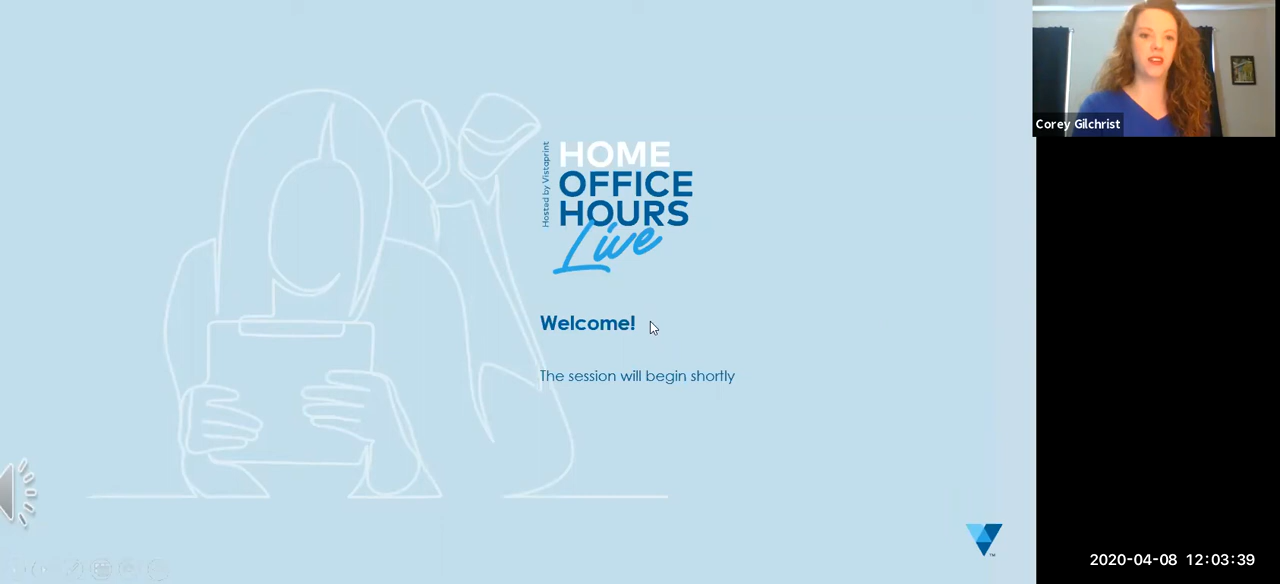 Hosted by Vistaprint
HOME
OFFICE
HOURS
Live
Welcome!
The session will begin shortly
Corey Gilchrist
TM
2020-04-08 12:03:39